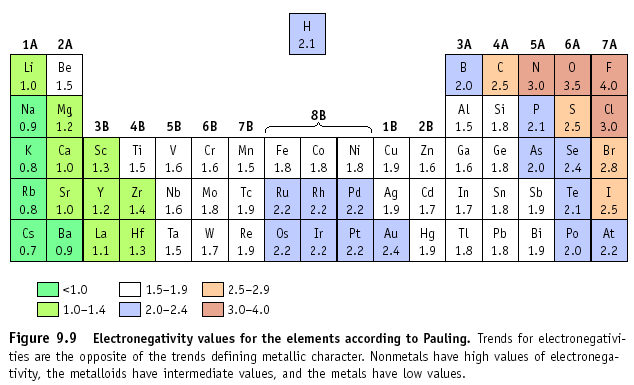 H
2.1
1A 2A 3A 4A 5A 6A 7A
Li Be B C N O F
1.0 1.5 2.0 2.5 3.0 3.5 4.0
Na Mg Al Si P S Cl
0.9 1.2 3B 4B 5B 6B 7B 8B 1B 2B 1.5 1.8 2.1 2.5 3.0
K Ca Sc Ti V Cr Mn Fe Co Ni Cu Zn Ga Ge As Se Br
0.8 1.0 1.3 1.5 1.6 1.6 1.5 1.8 1.8 1.8 1.9 1.6 1.6 1.8 2.0 2.4 2.8
Rb Sr Y Zr Nb Mo Tc Ru Rh Pd Ag Cd In Sn Sb Te I
0.8 1.0 1.2 1.4 1.6 1.8 1.9 2.2 2.2 2.2 1.9 1.7 1.7 1.8 1.9 2.1 2.5
Cs Ba La Hf Ta W Re Os Ir Pt Au Hg Tl Pb Bi Po At
0.7 0.9 1.1 1.3 1.5 1.7 1.9 2.2 2.2 2.2 2.4 1.9 1.8 1.8 1.9 2.0 2.2
<1.0 1.5–1.9 2.5–2.9
1.0–1.4 2.0–2.4 3.0–4.0
Figure 9.9 Electronegativity values for the elements according to Pauling. Trends for electronegativi-
ties are the opposite of the trends defining metallic character. Nonmetals have high values of electronega-
tivity, the metalloids have intermediate values, and the metals have low values.